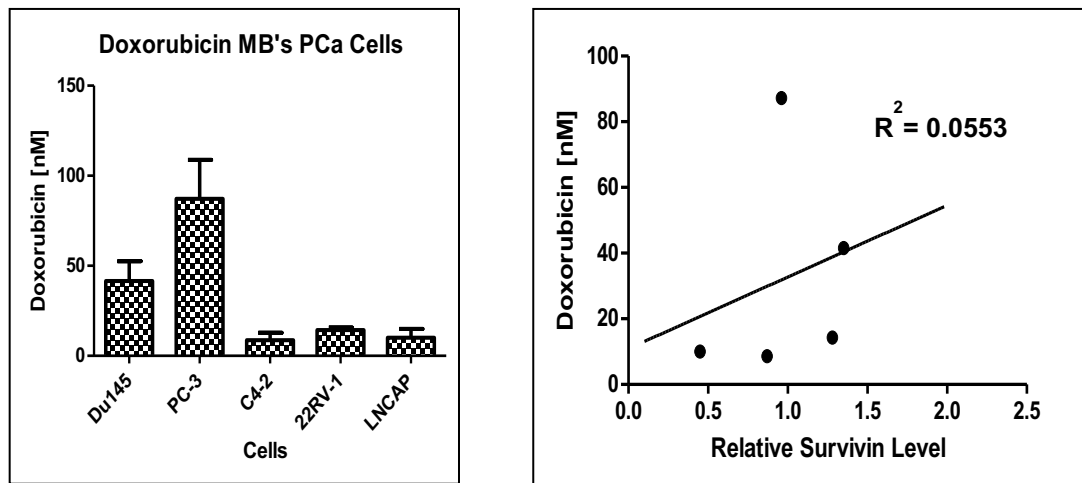 Doxorubicin MB's PCa Cells
Doxorubicin [nM]
150
100
50
0
Du145
PC-3
C4-2
22RV-1
LNCAP
Cells
Doxorubicin [nM]
100
80
60
40
20
0
R² = 0.0553
0.0 0.5 1.0 1.5 2.0 2.5
Relative Survivin Level